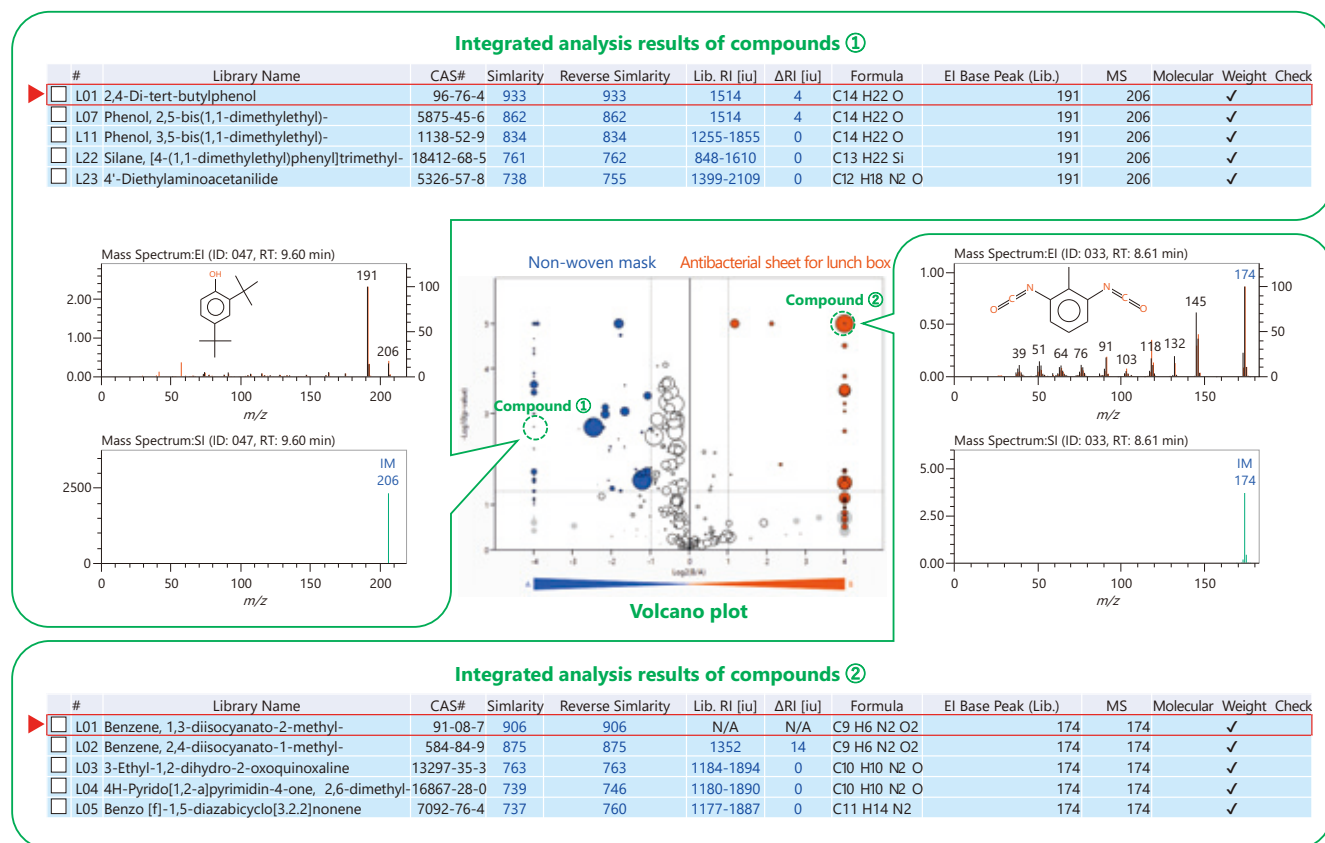 Integrated analysis results of compounds ①
# Library Name CAS# Simlarity Reverse Simlarity Lib. RI [iu] ΔRI [iu] Formula EI Base Peak (Lib.) MS Molecular Weight Check
L01 2,4-Di-tert-butylphenol 96-76-4 933 933 1514 4 C14 H22 O 191 206 ✓
L07 Phenol, 2,5-bis(1,1-dimethylethyl)- 5875-45-6 862 862 1514 4 C14 H22 O 191 206 ✓
L11 Phenol, 3,5-bis(1,1-dimethylethyl)- 1138-52-9 834 834 1255-1855 0 C14 H22 O 191 206 ✓
L22 Silane, [4-(1,1-dimethylethyl)phenyl]trimethyl- 18412-68-5 761 762 848-1610 0 C13 H22 Si 191 206 ✓
L23 4'-Diethylaminoacetanilide 5326-57-8 738 755 1399-2109 0 C12 H18 N2 O 191 206 ✓
Mass Spectrum:EI (ID: 047, RT: 9.60 min)
OH
191
206
2.00
1.00
0.00
100
50
0
0 50 100 150 200
m/z
Mass Spectrum:SI (ID: 047, RT: 9.60 min)
IM
206
2500
0
0 50 100 150 200
m/z
Non-woven mask Antibacterial sheet for lunch box
Compound ②
Compound ①
-Log10(p-value)
5
3
1
0
-4 -3 -2 -1 0 1 2 3 4
Log2(B/A)
A B
Volcano plot
Mass Spectrum:EI (ID: 033, RT: 8.61 min)
O C N N C O
174
145
39 51 64 76 91 103 118 132
1.00
0.50
0.00
100
50
0
0 50 100 150
m/z
Mass Spectrum:SI (ID: 033, RT: 8.61 min)
IM
174
5.00
2.50
0.00
0 50 100 150
m/z
Integrated analysis results of compounds ②
# Library Name CAS# Similarity Reverse Similarity Lib. RI [iu] ΔRI [iu] Formula EI Base Peak (Lib.) MS Molecular Weight Check
L01 Benzene, 1,3-diisocyanato-2-methyl- 91-08-7 906 906 N/A N/A C9 H6 N2 O2 174 174 ✓
L02 Benzene, 2,4-diisocyanato-1-methyl- 584-84-9 875 875 1352 14 C9 H6 N2 O2 174 174 ✓
L03 3-Ethyl-1,2-dihydro-2-oxoquinoxaline 13297-35-3 763 763 1184-1894 0 C10 H10 N2 O 174 174 ✓
L04 4H-Pyrido[1,2-a]pyrimidin-4-one, 2,6-dimethyl- 16867-28-0 739 746 1180-1890 0 C10 H10 N2 O 174 174 ✓
L05 Benzo [f]-1,5-diazabicyclo[3.2.2]nonene 7092-76-4 737 760 1177-1887 0 C11 H14 N2 174 174 ✓